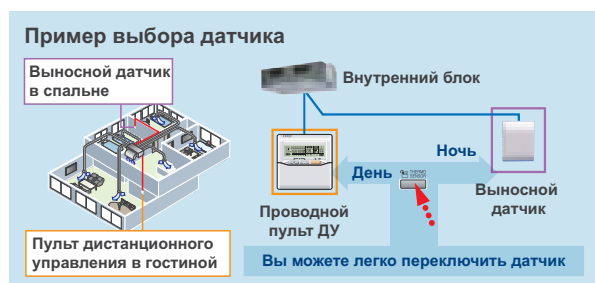 Пример выбора датчика
Выносной датчик
в спальне
Внутренний блок
Ночь
День
THERMO
SENSOR
Проводной
пульт ДУ
Выносной
датчик
Пульт дистанционного
управления в гостиной
Вы можете легко переключить датчик